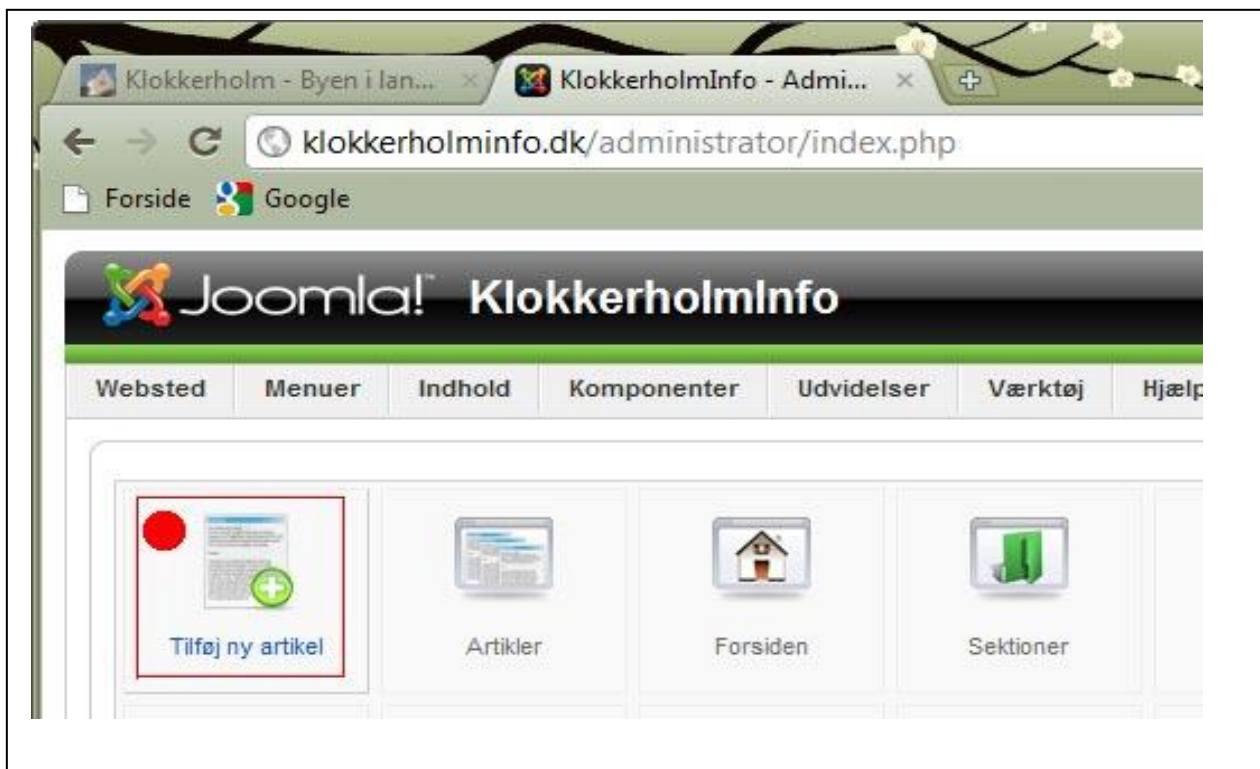 Klokkerholm - Byen i lan...
KlokkerholmInfo - Admi...
klokkerholminfo.dk/administrator/index.php
Forside Google
Joomla!™ KlokkerholmInfo
Websted Menuer Indhold Komponenter Udvidelser Værktøj Hjælp
Tilføj ny artikel Artikler Forsiden Sektioner